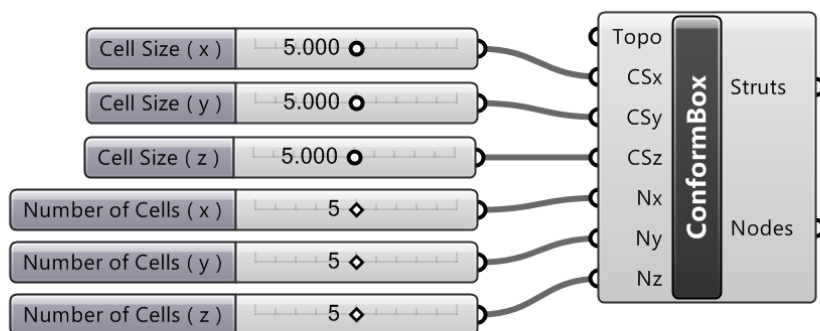 Cell Size ( x ) 5.000
Cell Size ( y ) 5.000
Cell Size ( z ) 5.000
Number of Cells ( x ) 5
Number of Cells ( y ) 5
Number of Cells ( z ) 5
Topo
CSx
CSy
CSz
Nx
Ny
Nz
ConformBox
Struts
Nodes